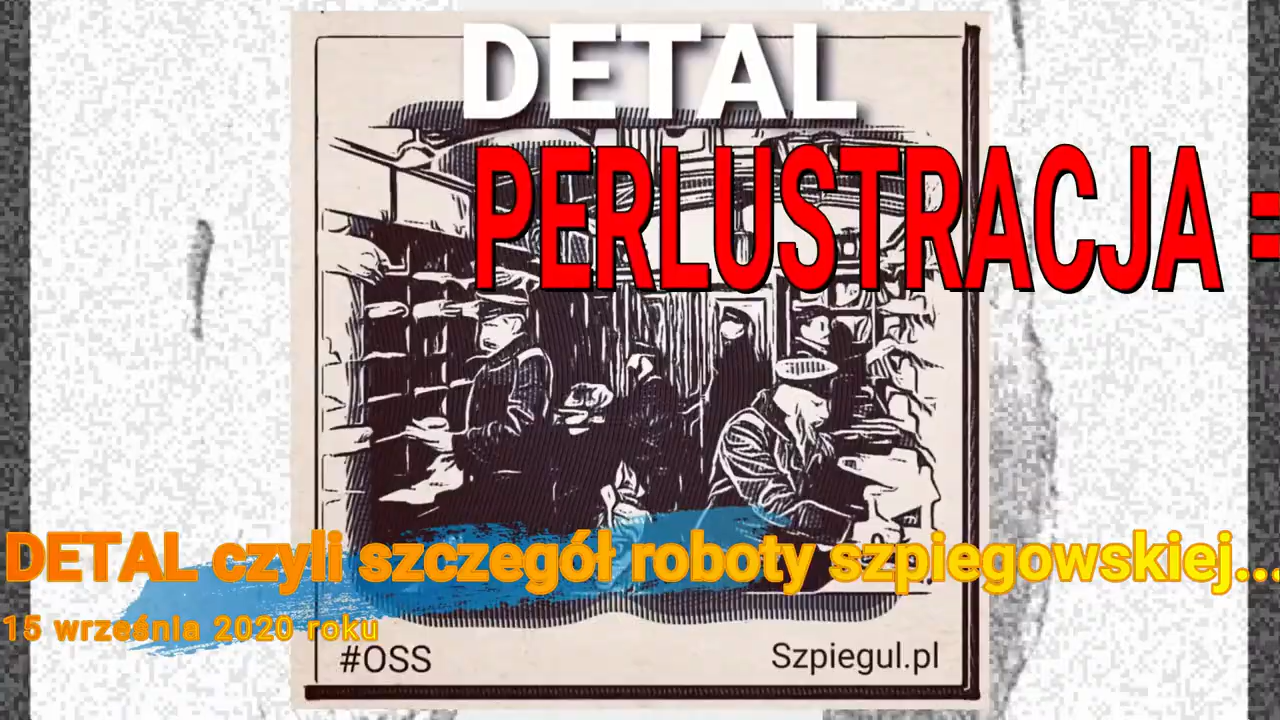 DETAL
PERLUSTRACJA =
DETAL czyli szczegół roboty szpiegowskiej...
15 września 2020 roku
#OSS
Szpiegul.pl